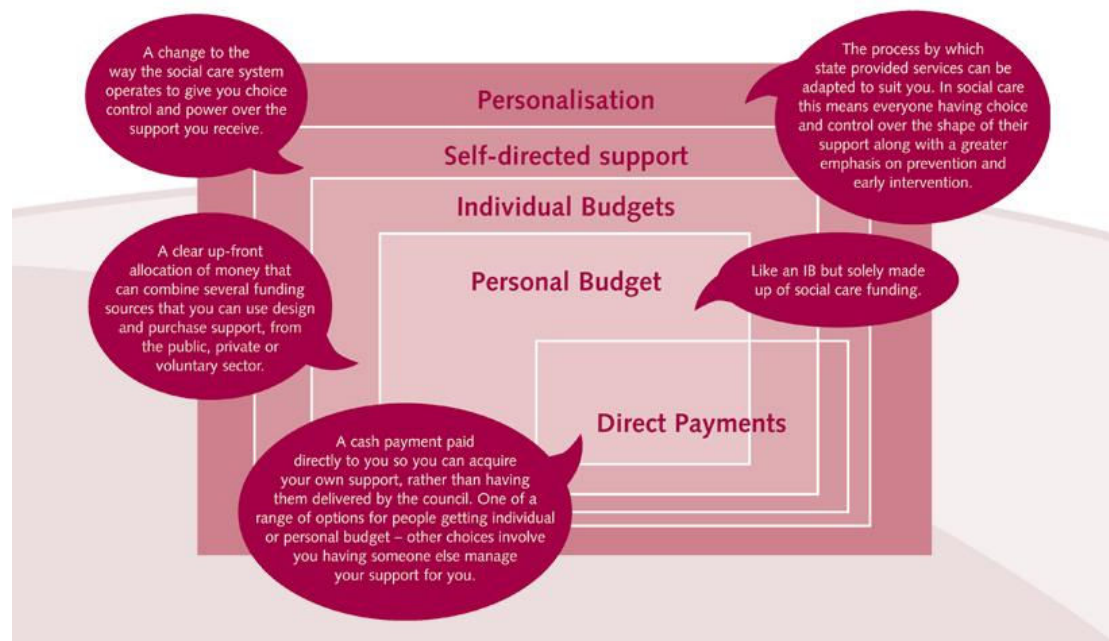 A change to the
way the social care system
operates to give you choice
control and power over the
support you receive.
Personalisation
The process by which
state provided services can be
adapted to suit you. In social care
this means everyone having choice
and control over the shape of their
support along with a greater
emphasis on prevention and
early intervention.
Self-directed support
Individual Budgets
A clear up-front
allocation of money that
can combine several funding
sources that you can use design
and purchase support, from
the public, private or
voluntary sector.
Personal Budget
Like an IB but solely made
up of social care funding.
Direct Payments
A cash payment paid
directly to you so you can acquire
your own support, rather than having
them delivered by the council. One of a
range of options for people getting individual
or personal budget – other choices involve
you having someone else manage
your support for you.